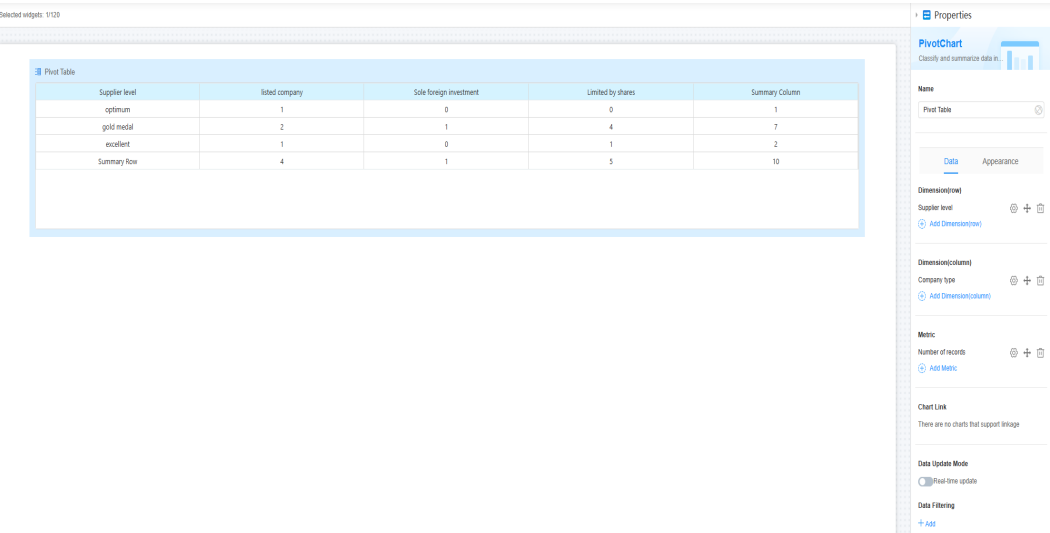 Selected widgets: 1/120
Properties
PivotChart
Classify and summarize data in...
Name
Pivot Table
Data Appearance
Dimension(row)
Supplier level
Add Dimension(row)
Dimension(column)
Company type
Add Dimension(column)
Metric
Number of records
Add Metric
Chart Link
There are no charts that support linkage
Data Update Mode
Real-time update
Data Filtering
Add
Pivot Table
Supplier level listed company Sole foreign investment Limited by shares Summary Column
optimum 1 0 0 1
gold medal 2 1 4 7
excellent 1 0 1 2
Summary Row 4 1 5 10